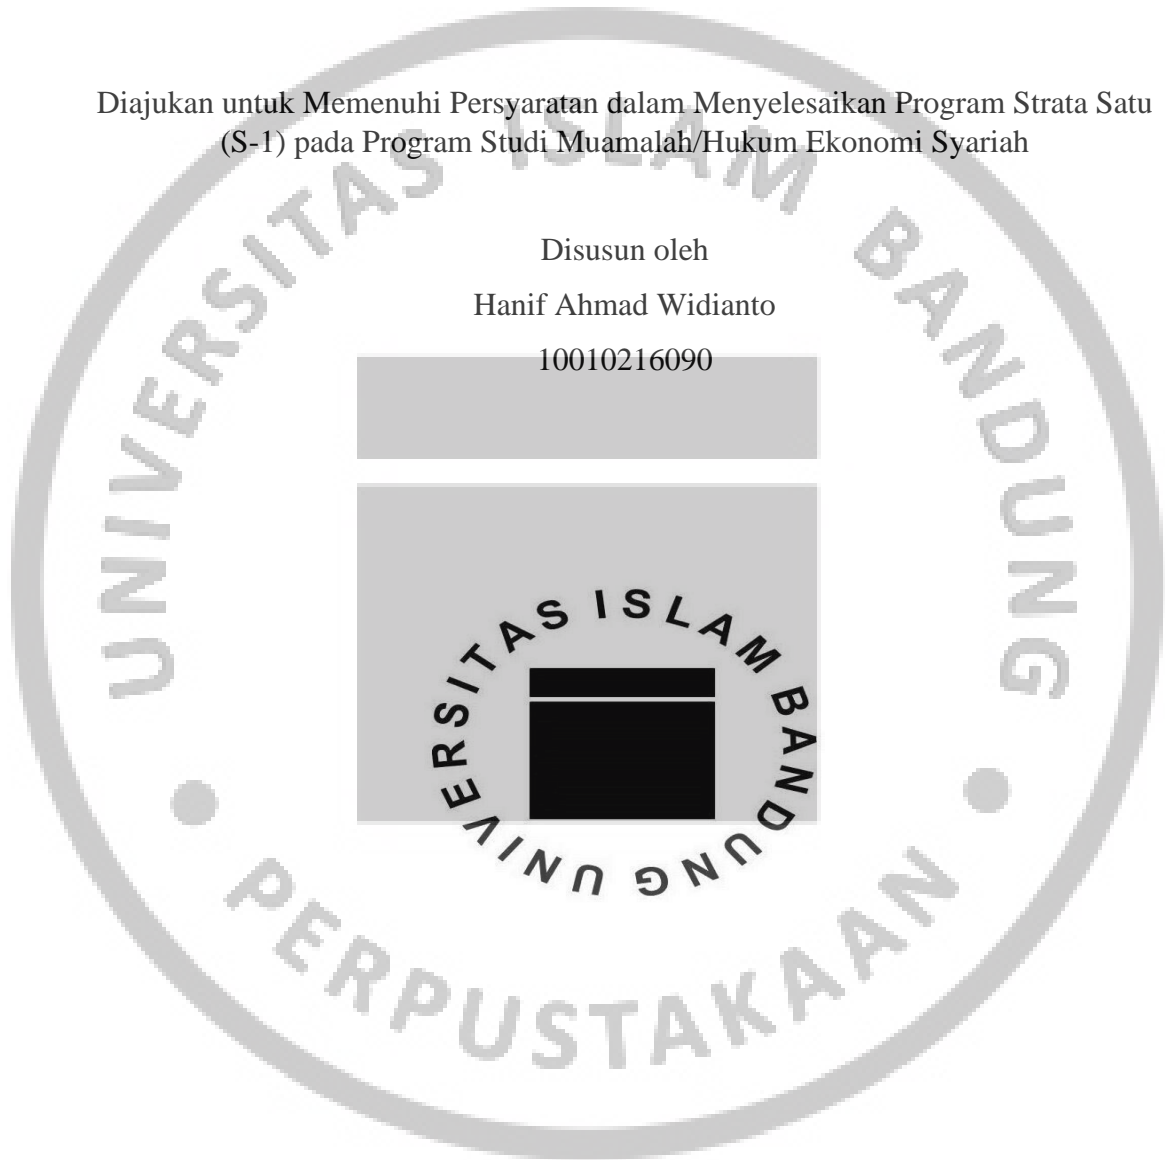 Diajukan untuk Memenuhi Persyaratan dalam Menyelesaikan Program Strata Satu
(S-1) pada Program Studi Muamalah/Hukum Ekonomi Syariah
Disusun oleh
Hanif Ahmad Widianto
10010216090
UNIVERSITAS ISLAM BANDUNG
PERPUSTAKAAN
UNIVERSITAS ISLAM BANDUNG